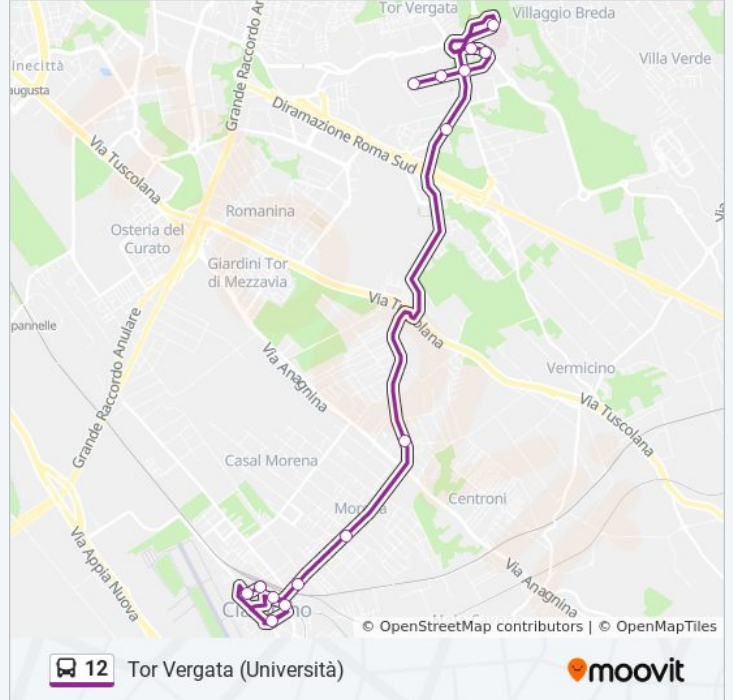 Tor Vergata
Villaggio Breda
Grande Raccordo Ar
inecittà
augusta
Villa Verde
Diramazione Roma Sud
Via Tuscolana
Romanina
Osteria del
Curato
Giardini Tor
di Mezzavia
Via Tuscolana
pannelle
Grande Raccordo Anulare
Via Anagnina
Vermicino
Via Tuscolana
Casal Morena
Centroni
Via Appia Nuova
Via Anagnina
© OpenStreetMap contributors | © OpenMapTiles
12 Tor Vergata (Università)
moovit